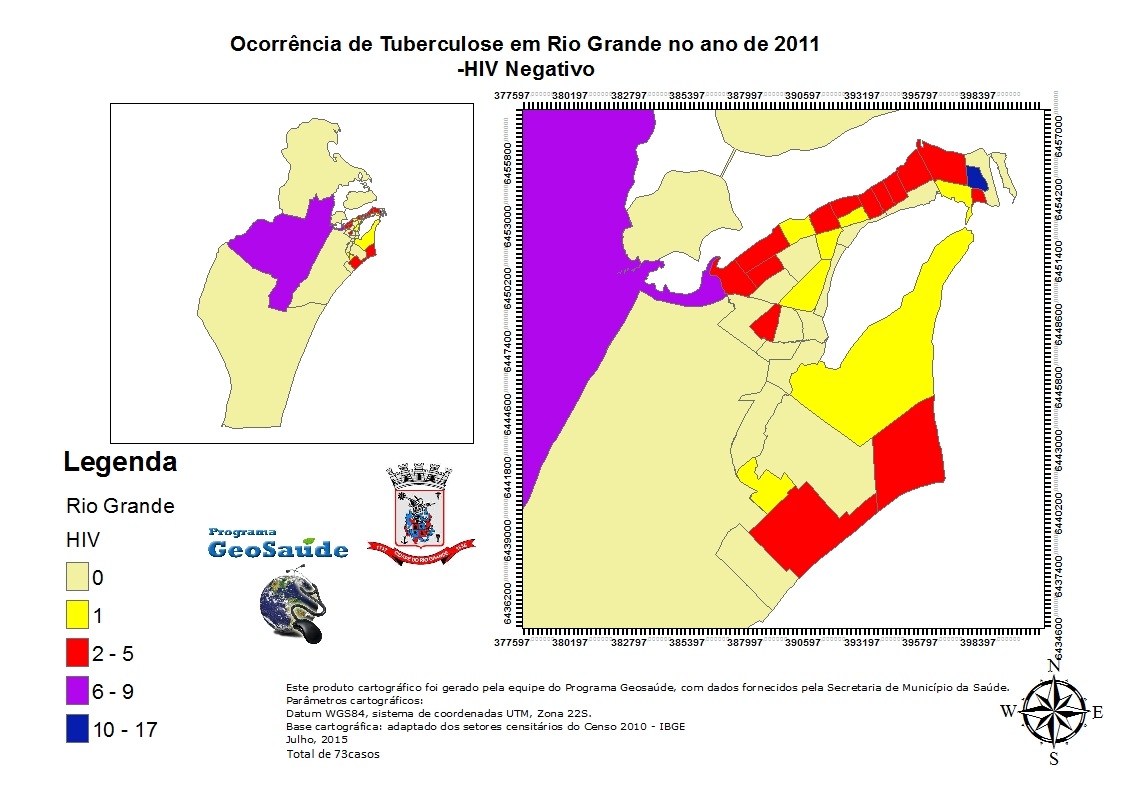 Ocorrência de Tuberculose em Rio Grande no ano de 2011
-HIV Negativo
377597 380197 382797 385397 387997 390597 393197 395797 398397
6455800
6453000
6450200
6447400
6444600
6441800
6439000
6436200
6457000
6454200
6451400
6448600
6445800
6443000
6440200
6437400
6434600
377597 380197 382797 385397 387997 390597 393197 395797 398397
Legenda
Rio Grande
HIV
0
1
2 - 5
6 - 9
10 - 17
Programa
GeoSaúde
Este produto cartográfico foi gerado pela equipe do Programa Geosaúde, com dados fornecidos pela Secretaria de Município da Saúde.
Parâmetros cartográficos:
Datum WGS84, sistema de coordenadas UTM, Zona 22S.
Base cartográfica: adaptado dos setores censitários do Censo 2010 - IBGE
Julho, 2015
Total de 73casos
N
W E
S